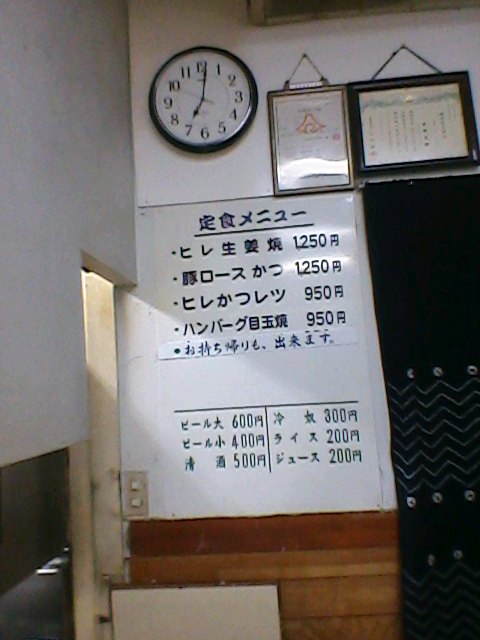 定食メニュー
・ヒレ生姜焼 1,250円
・豚ロースかつ 1,250円
・ヒレかつレツ 950円
・ハンバーグ目玉焼 950円
●お持ち帰りも、出来ます。
ビール大 600円 冷奴 300円
ビール小 400円 ライス 200円
清酒 500円 ジュース 200円